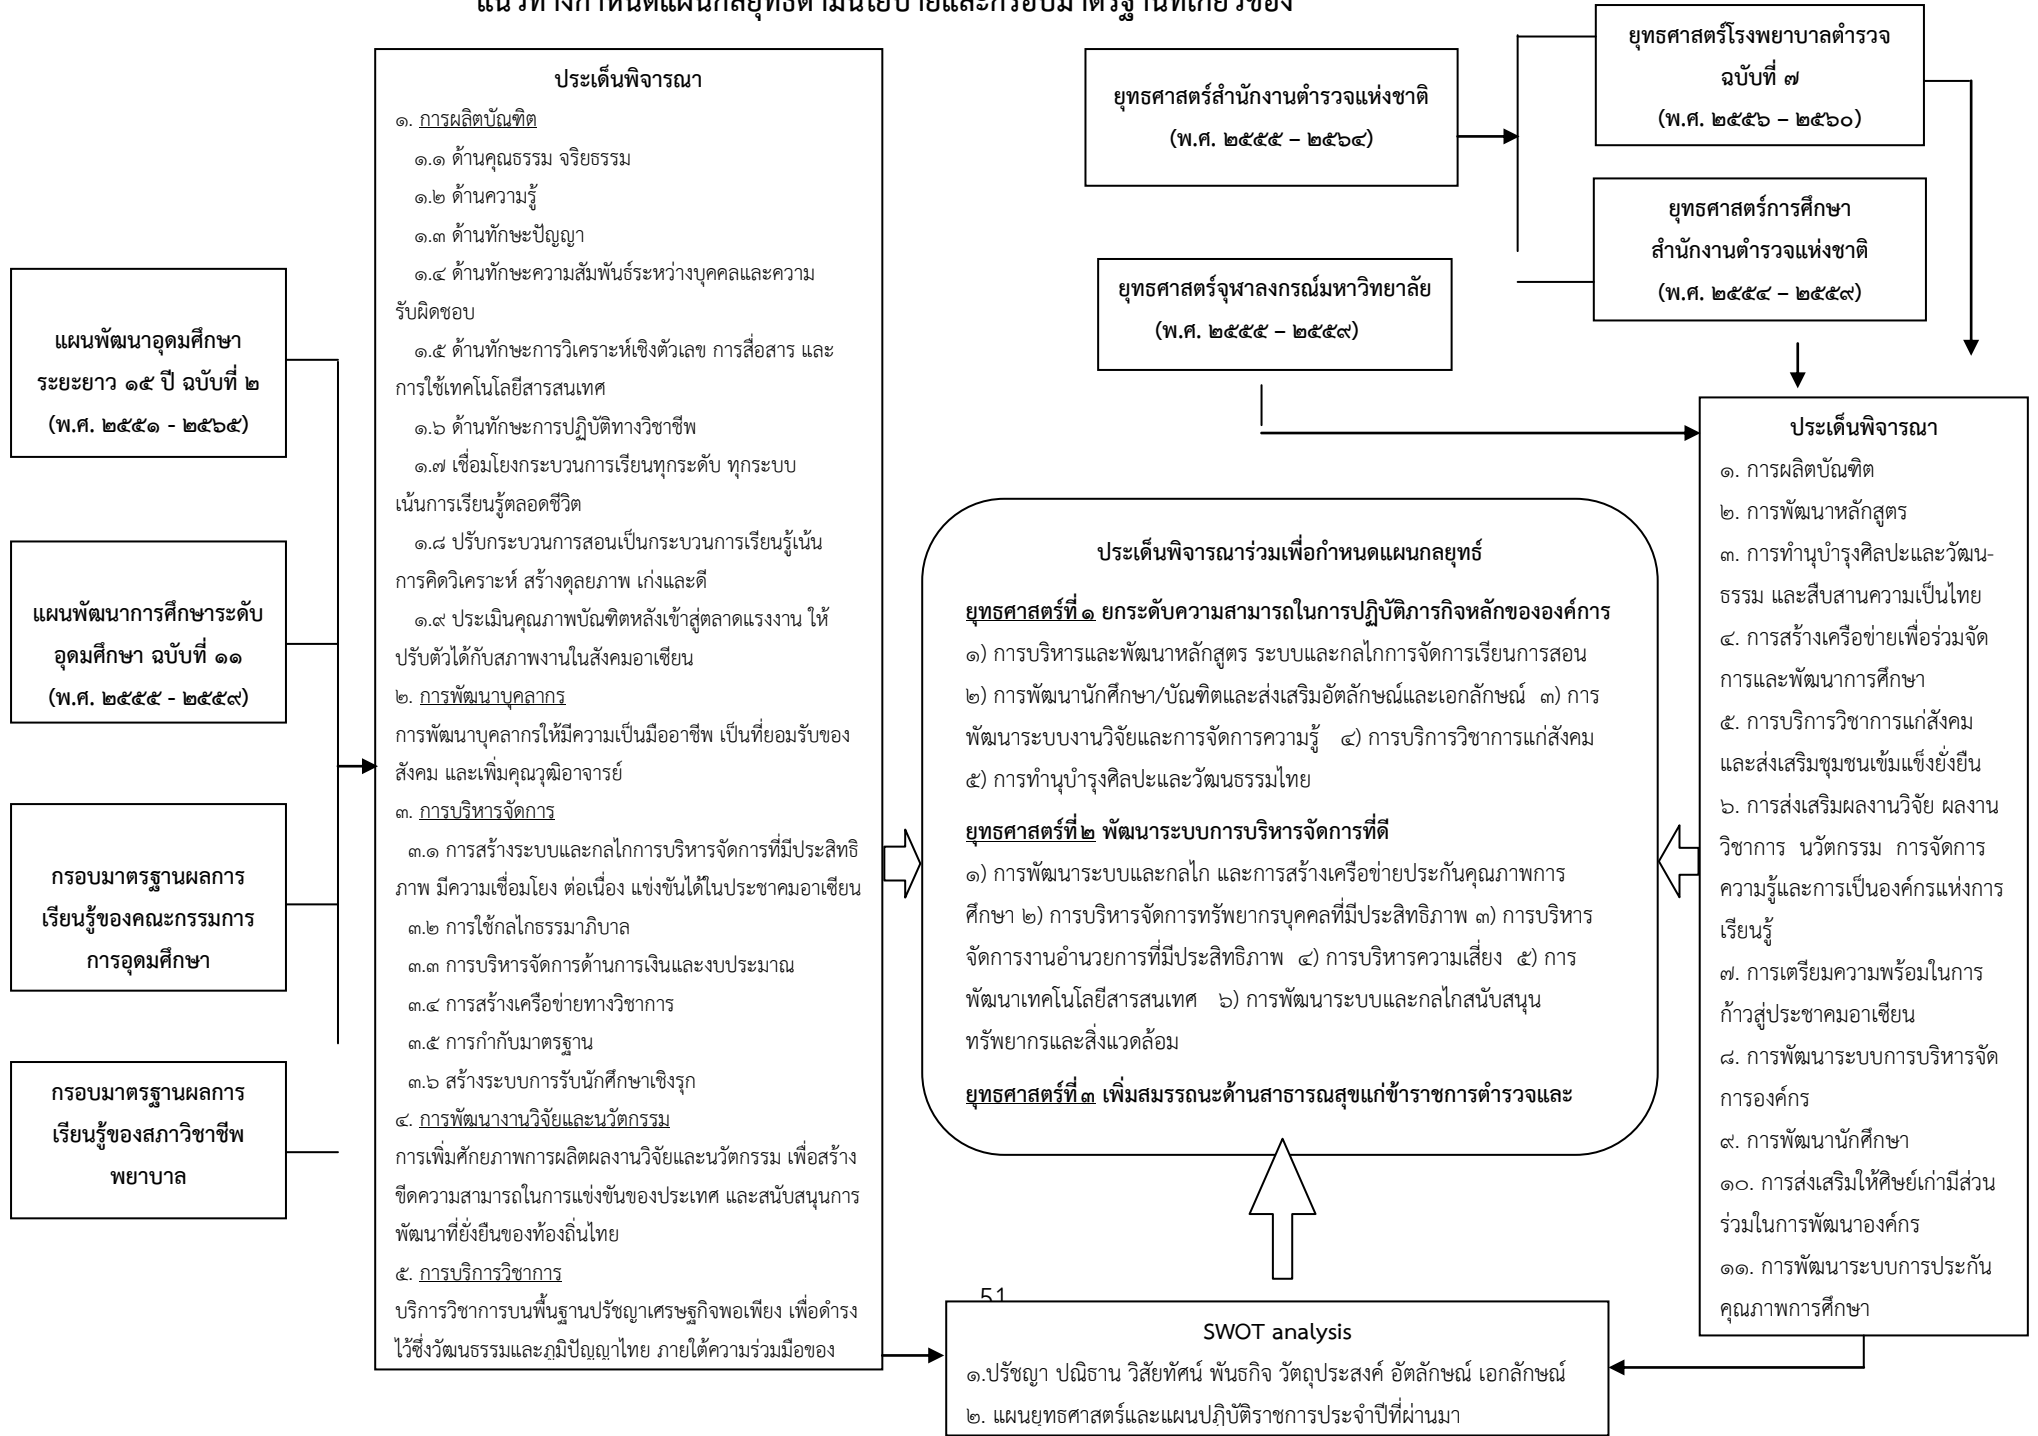 แนวทางกำหนดแผนกลยุทธ์ตามนโยบายและกรอบมาตรฐานที่เกี่ยวข้อง
แผนพัฒนาอุดมศึกษา
ระยะยาว ๑๕ ปี ฉบับที่ ๒
(พ.ศ. ๒๕๕๑ - ๒๕๖๕)
แผนพัฒนาการศึกษาระดับ
อุดมศึกษา ฉบับที่ ๑๑
(พ.ศ. ๒๕๕๕ - ๒๕๕๙)
กรอบมาตรฐานผลการ
เรียนรู้ของคณะกรรมการ
การอุดมศึกษา
กรอบมาตรฐานผลการ
เรียนรู้ของสภาวิชาชีพ
พยาบาล
ประเด็นพิจารณา
๑. การผลิตบัณฑิต
๑.๑ ด้านคุณธรรม จริยธรรม
๑.๒ ด้านความรู้
๑.๓ ด้านทักษะปัญญา
๑.๔ ด้านทักษะความสัมพันธ์ระหว่างบุคคลและความ
รับผิดชอบ
๑.๕ ด้านทักษะการวิเคราะห์เชิงตัวเลข การสื่อสาร และ
การใช้เทคโนโลยีสารสนเทศ
๑.๖ ด้านทักษะการปฏิบัติทางวิชาชีพ
๑.๗ เชื่อมโยงกระบวนการเรียนทุกระดับ ทุกระบบ
เน้นการเรียนรู้ตลอดชีวิต
๑.๘ ปรับกระบวนการสอนเป็นกระบวนการเรียนรู้เน้น
การคิดวิเคราะห์ สร้างดุลยภาพ เก่งและดี
๑.๙ ประเมินคุณภาพบัณฑิตหลังเข้าสู่ตลาดแรงงาน ให้
ปรับตัวได้กับสภาพงานในสังคมอาเซียน
๒. การพัฒนาบุคลากร
การพัฒนาบุคลากรให้มีความเป็นมืออาชีพ เป็นที่ยอมรับของ
สังคม และเพิ่มคุณวุฒิอาจารย์
๓. การบริหารจัดการ
๓.๑ การสร้างระบบและกลไกการบริหารจัดการที่มีประสิทธิ
ภาพ มีความเชื่อมโยง ต่อเนื่อง แข่งขันได้ในประชาคมอาเซียน
๓.๒ การใช้กลไกธรรมาภิบาล
๓.๓ การบริหารจัดการด้านการเงินและงบประมาณ
๓.๔ การสร้างเครือข่ายทางวิชาการ
๓.๕ การกำกับมาตรฐาน
๓.๖ สร้างระบบการรับนักศึกษาเชิงรุก
๔. การพัฒนางานวิจัยและนวัตกรรม
การเพิ่มศักยภาพการผลิตผลงานวิจัยและนวัตกรรม เพื่อสร้าง
ขีดความสามารถในการแข่งขันของประเทศ และสนับสนุนการ
พัฒนาที่ยั่งยืนของท้องถิ่นไทย
๕. การบริการวิชาการ
บริการวิชาการบนพื้นฐานปรัชญาเศรษฐกิจพอเพียง เพื่อดำรง
ไว้ซึ่งวัฒนธรรมและภูมิปัญญาไทย ภายใต้ความร่วมมือของ
ยุทธศาสตร์สำนักงานตำรวจแห่งชาติ
(พ.ศ. ๒๕๕๕ – ๒๕๖๔)
ยุทธศาสตร์โรงพยาบาลตำรวจ
ฉบับที่ ๗
(พ.ศ. ๒๕๕๖ – ๒๕๖๐)
ยุทธศาสตร์การศึกษา
สำนักงานตำรวจแห่งชาติ
(พ.ศ. ๒๕๕๔ – ๒๕๕๙)
ยุทธศาสตร์จุฬาลงกรณ์มหาวิทยาลัย
(พ.ศ. ๒๕๕๕ – ๒๕๕๙)
ประเด็นพิจารณาร่วมเพื่อกำหนดแผนกลยุทธ์
ยุทธศาสตร์ที่ ๑ ยกระดับความสามารถในการปฏิบัติภารกิจหลักขององค์การ
๑) การบริหารและพัฒนาหลักสูตร ระบบและกลไกการจัดการเรียนการสอน
๒) การพัฒนานักศึกษา/บัณฑิตและส่งเสริมอัตลักษณ์และเอกลักษณ์ ๓) การ
พัฒนาระบบงานวิจัยและการจัดการความรู้ ๔) การบริการวิชาการแก่สังคม
๕) การทำนุบำรุงศิลปะและวัฒนธรรมไทย
ยุทธศาสตร์ที่ ๒ พัฒนาระบบการบริหารจัดการที่ดี
๑) การพัฒนาระบบและกลไก และการสร้างเครือข่ายประกันคุณภาพการ
ศึกษา ๒) การบริหารจัดการทรัพยากรบุคคลที่มีประสิทธิภาพ ๓) การบริหาร
จัดการงานอำนวยการที่มีประสิทธิภาพ ๔) การบริหารความเสี่ยง ๕) การ
พัฒนาเทคโนโลยีสารสนเทศ ๖) การพัฒนาระบบและกลไกสนับสนุน
ทรัพยากรและสิ่งแวดล้อม
ยุทธศาสตร์ที่ ๓ เพิ่มสมรรถนะด้านสาธารณสุขแก่ข้าราชการตำรวจและ
ประเด็นพิจารณา
๑. การผลิตบัณฑิต
๒. การพัฒนาหลักสูตร
๓. การทำนุบำรุงศิลปะและวัฒน-
ธรรม และสืบสานความเป็นไทย
๔. การสร้างเครือข่ายเพื่อร่วมจัด
การและพัฒนาการศึกษา
๕. การบริการวิชาการแก่สังคม
และส่งเสริมชุมชนเข้มแข็งยั่งยืน
๖. การส่งเสริมผลงานวิจัย ผลงาน
วิชาการ นวัตกรรม การจัดการ
ความรู้และการเป็นองค์กรแห่งการ
เรียนรู้
๗. การเตรียมความพร้อมในการ
ก้าวสู่ประชาคมอาเซียน
๘. การพัฒนาระบบการบริหารจัด
การองค์กร
๙. การพัฒนานักศึกษา
๑๐. การส่งเสริมให้ศิษย์เก่ามีส่วน
ร่วมในการพัฒนาองค์กร
๑๑. การพัฒนาระบบการประกัน
คุณภาพการศึกษา
51
SWOT analysis
๑.ปรัชญา ปณิธาน วิสัยทัศน์ พันธกิจ วัตถุประสงค์ อัตลักษณ์ เอกลักษณ์
๒. แผนยุทธศาสตร์และแผนปฏิบัติราชการประจำปีที่ผ่านมา